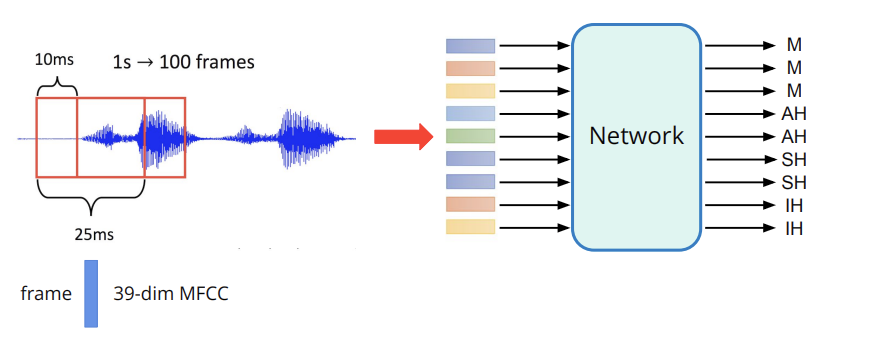 10ms
1s → 100 frames
25ms
frame
39-dim MFCC
Network
M
M
M
AH
AH
SH
SH
IH
IH